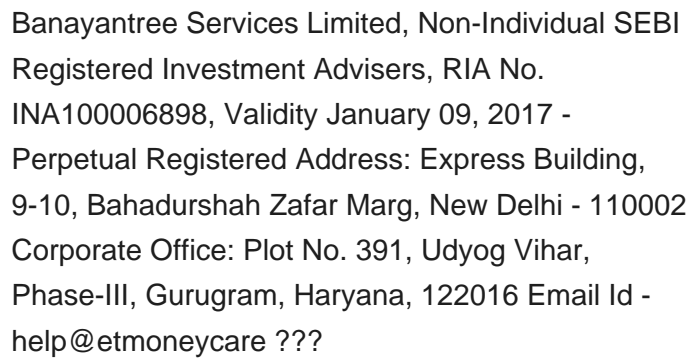 Banayantree Services Limited, Non-Individual SEBI
Registered Investment Advisers, RIA No.
INA100006898, Validity January 09, 2017 -
Perpetual Registered Address: Express Building,
9-10, Bahadurshah Zafar Marg, New Delhi - 110002
Corporate Office: Plot No. 391, Udyog Vihar,
Phase-III, Gurugram, Haryana, 122016 Email Id -
help@etmoneycare ???